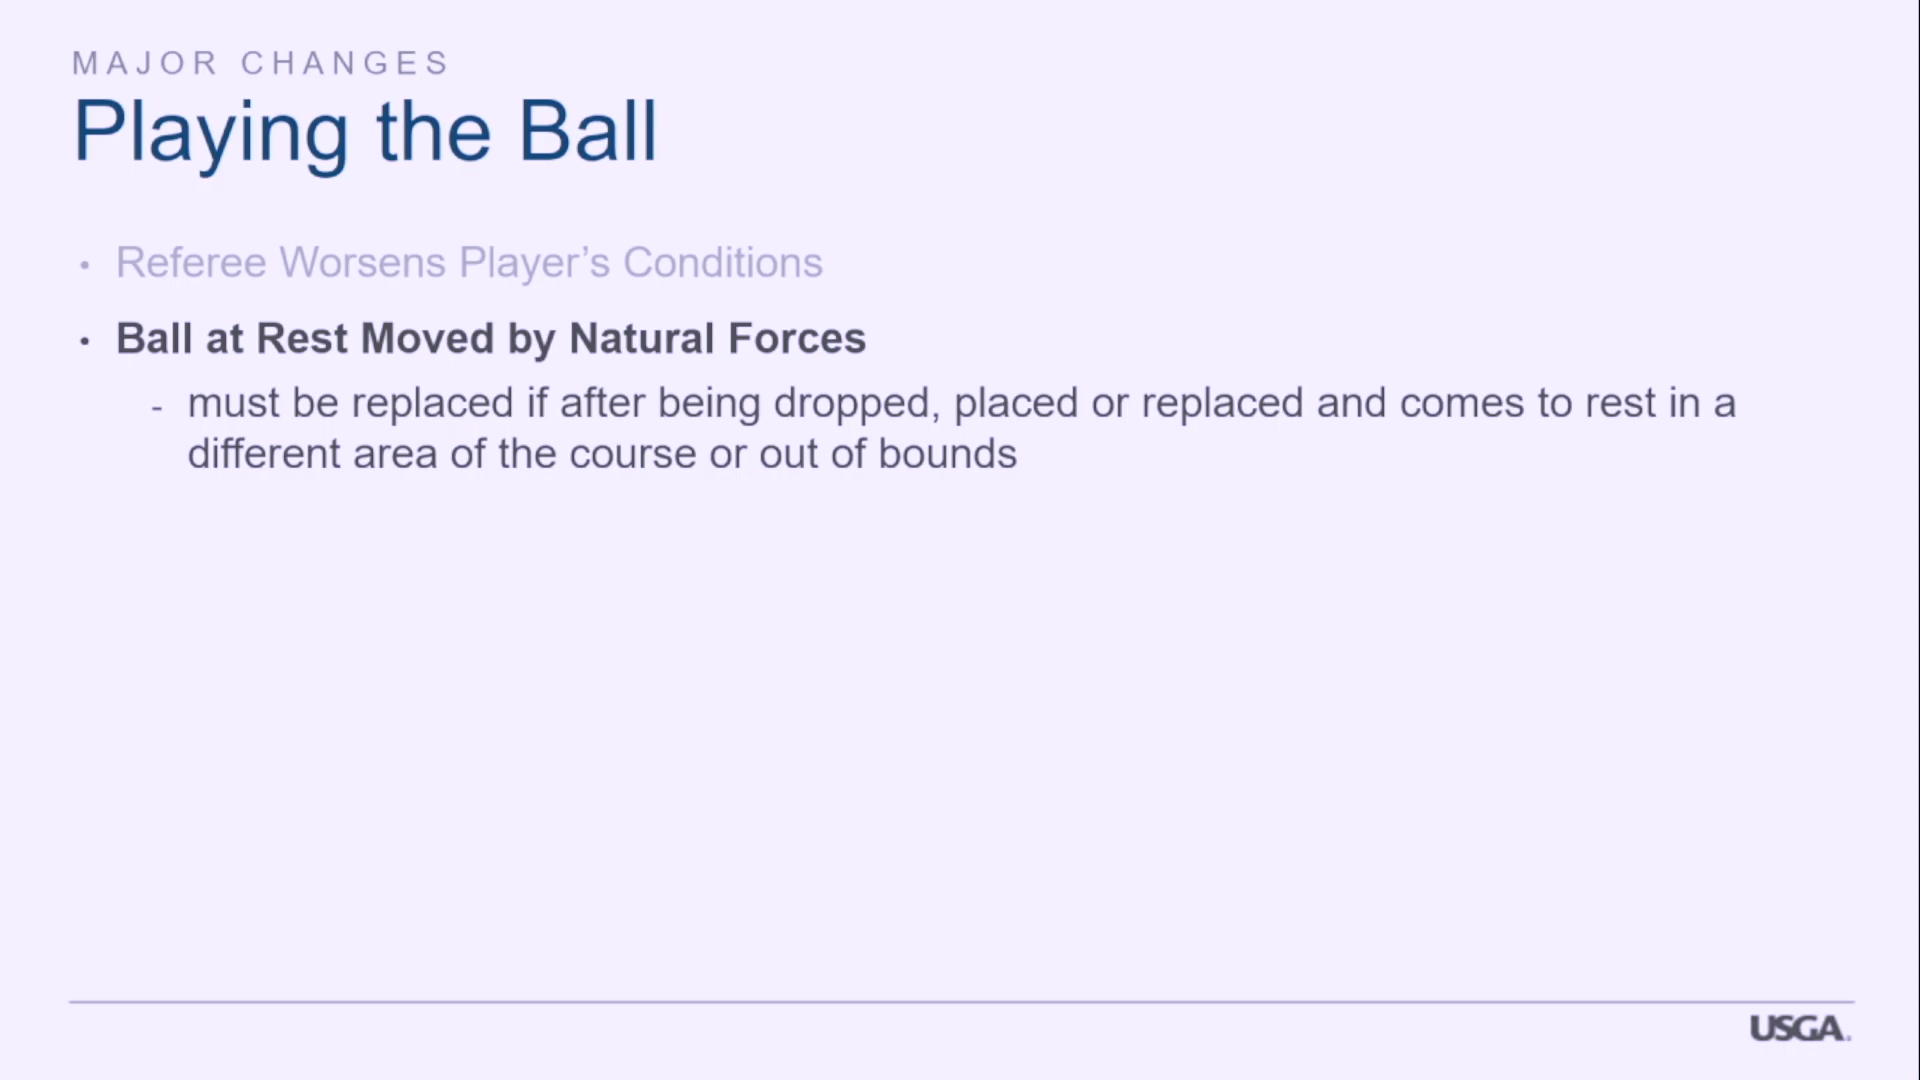 MAJOR CHANGES
Playing the Ball
• Referee Worsens Player’s Conditions
• Ball at Rest Moved by Natural Forces
- must be replaced if after being dropped, placed or replaced and comes to rest in a
different area of the course or out of bounds
USGA.